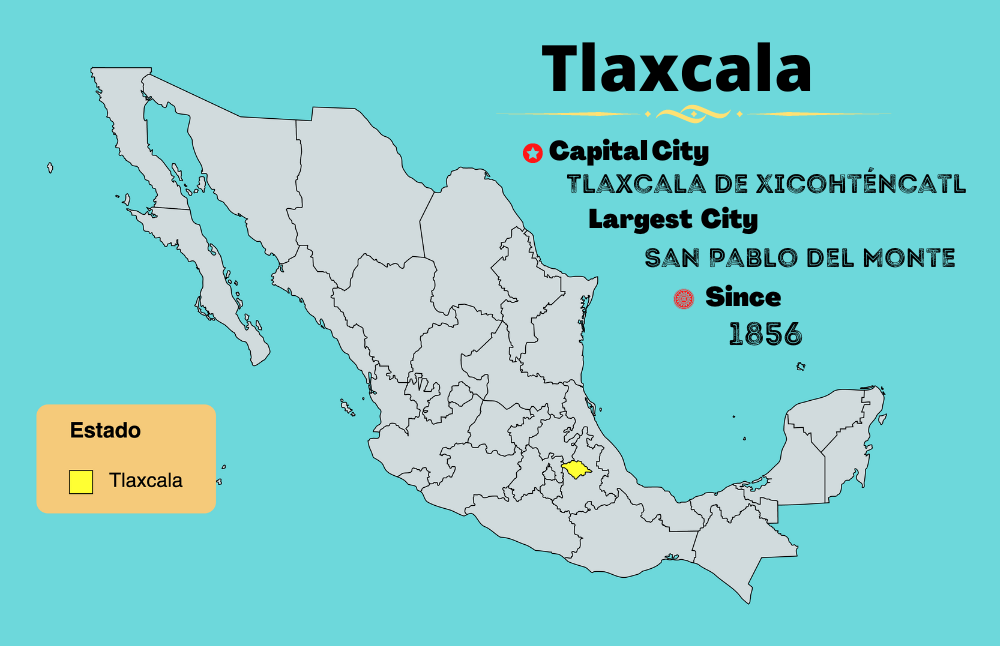 Tlaxcala
Capital City
TLAXCALA DE XICOHTÉNCATL
Largest City
SAN PABLO DEL MONTE
Since
1856
Estado
Tlaxcala